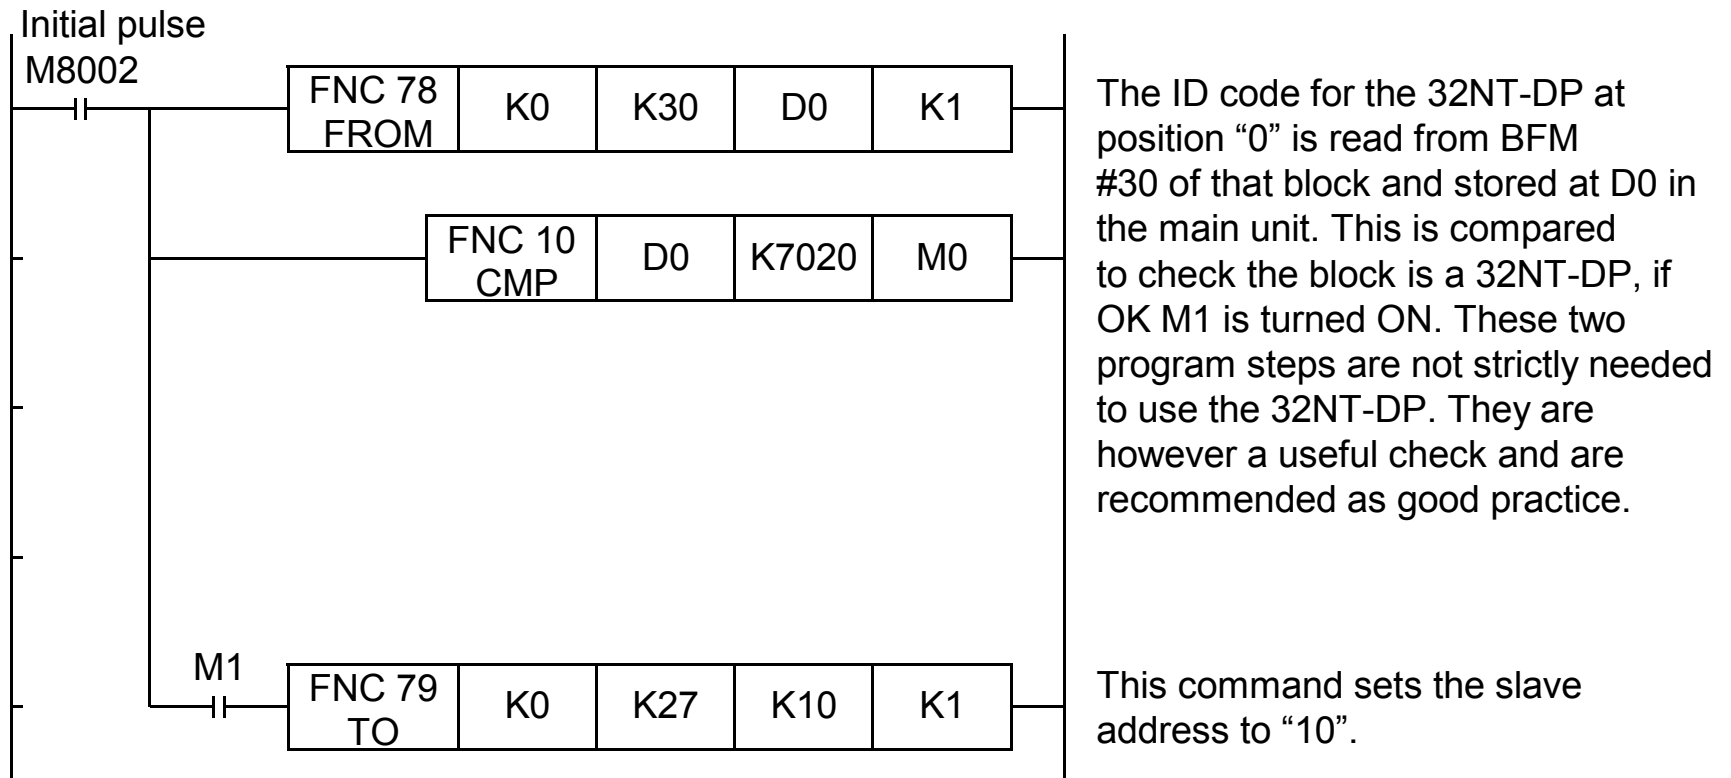 Initial pulse
M8002
FNC 78 K0 K30 D0 K1
FROM
The ID code for the 32NT-DP at
position “0” is read from BFM
#30 of that block and stored at D0 in
the main unit. This is compared
to check the block is a 32NT-DP, if
OK M1 is turned ON. These two
program steps are not strictly needed
to use the 32NT-DP. They are
however a useful check and are
recommended as good practice.
FNC 10 D0 K7020 M0
CMP
M1
FNC 79 K0 K27 K10 K1
TO
This command sets the slave
address to “10”.